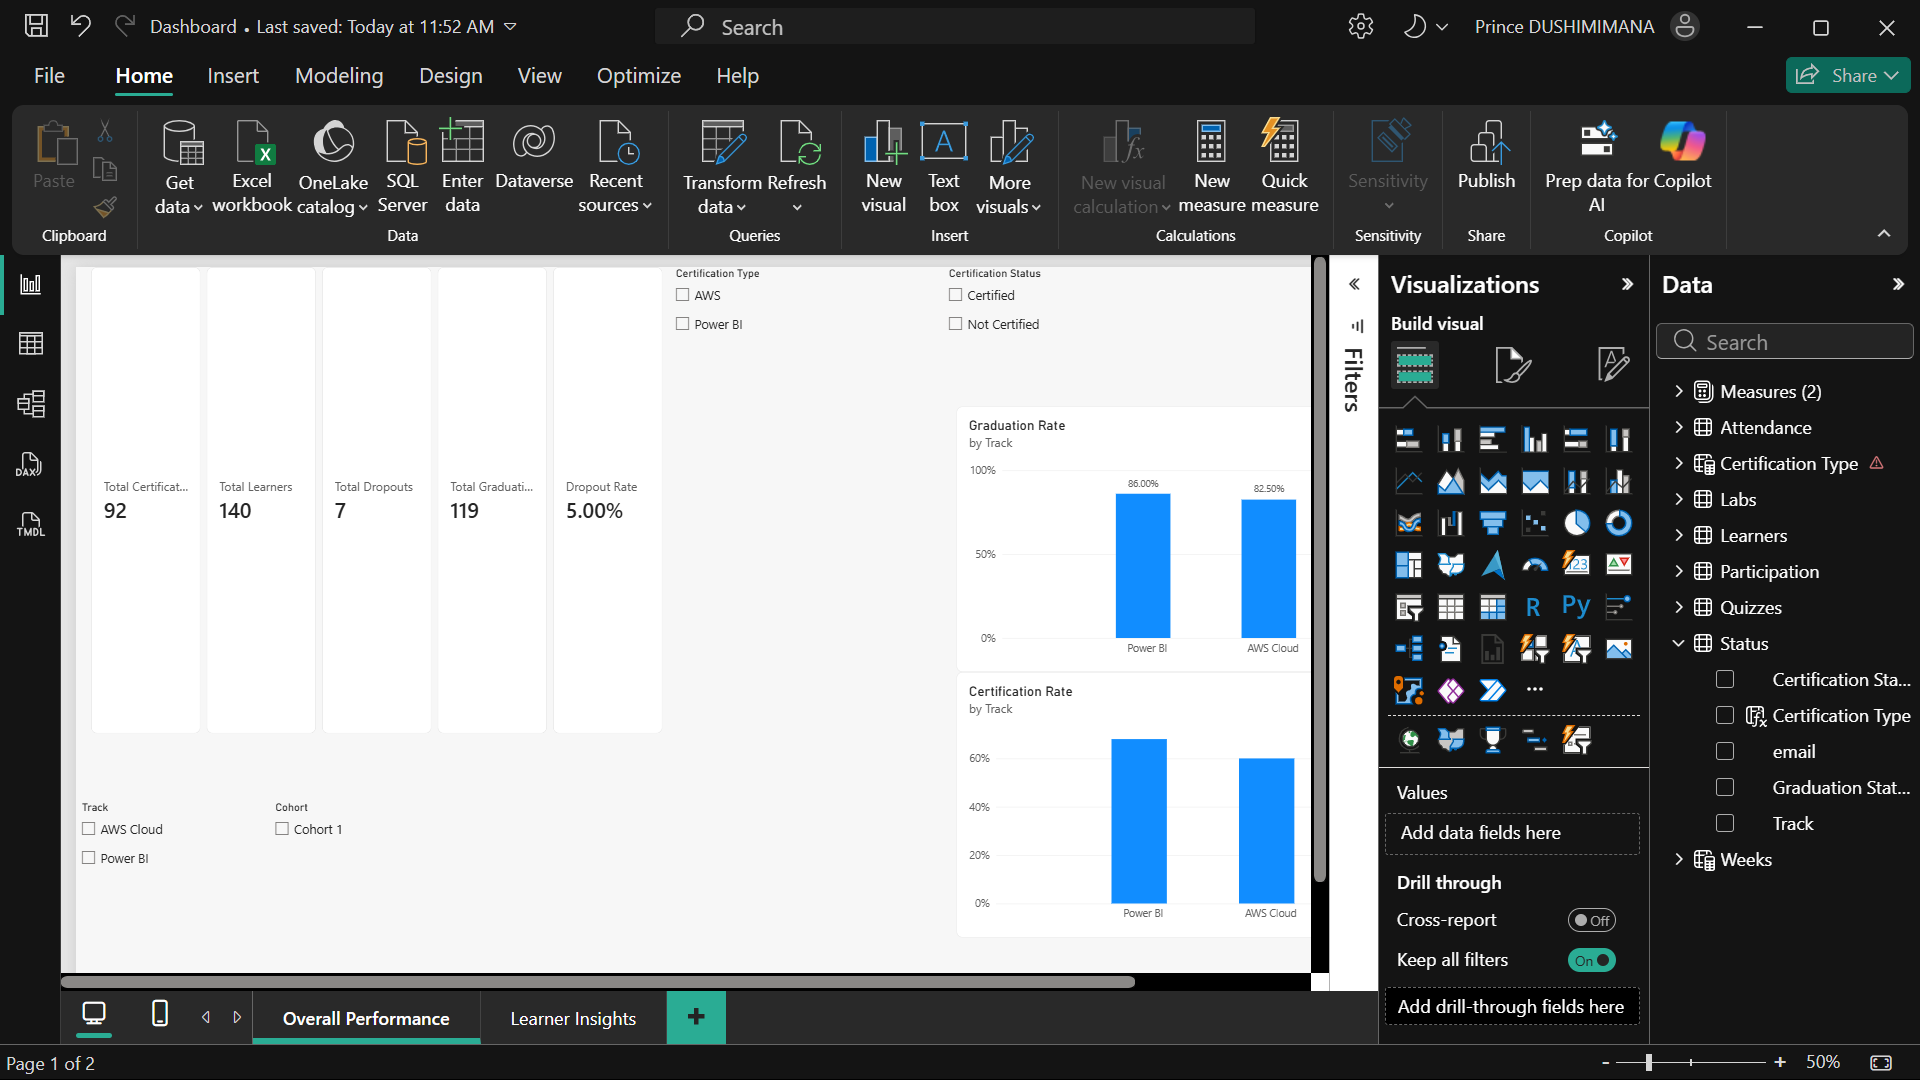 Dashboard • Last saved: Today at 11:52 AM
Search
Prince DUSHIMIMANA
File
Home
Insert
Modeling
Design
View
Optimize
Help
Share
Paste
Get data
Excel workbook
OneLake catalog
SQL Server
Enter data
Dataverse
Recent sources
Transform data
Refresh
New visual
Text box
More visuals
New visual calculation
New measure
Quick measure
Sensitivity
Publish
Prep data for AI
Copilot
Clipboard
Data
Queries
Insert
Calculations
Sensitivity
Share
Copilot
DAX
TMDL
Total Certificat...
92
Total Learners
140
Total Dropouts
7
Total Graduati...
119
Dropout Rate
5.00%
Certification Type
AWS
Power BI
Certification Status
Certified
Not Certified
Graduation Rate
by Track
100%
50%
0%
86.00%
82.50%
Power BI
AWS Cloud
Certification Rate
by Track
60%
40%
20%
0%
Power BI
AWS Cloud
Track
AWS Cloud
Power BI
Cohort
Cohort 1
Filters
Visualizations
Build visual
123
R
Py
Values
Add data fields here
Drill through
Cross-report
Off
Keep all filters
On
Add drill-through fields here
Data
Search
Measures (2)
Attendance
Certification Type
Labs
Learners
Participation
Quizzes
Status
Certification Sta...
Certification Type
email
Graduation Stat...
Track
Weeks
Overall Performance
Learner Insights
Page 1 of 2
50%